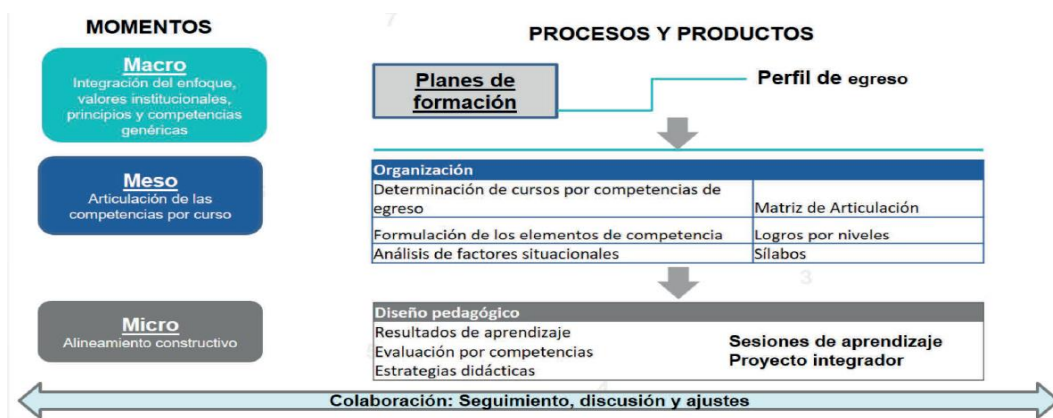 7
MOMENTOS
PROCESOS Y PRODUCTOS
Macro
Integración del enfoque,
valores institucionales,
principios y competencias
genéricas
Planes de
formación
Perfil de egreso
Meso
Articulación de las
competencias por curso
Organización
Determinación de cursos por competencias de
egreso
Matriz de Articulación
Formulación de los elementos de competencia
Logros por niveles
Análisis de factores situacionales
Sílabos
3
Micro
Alineamiento constructivo
Diseño pedagógico
Resultados de aprendizaje
Evaluación por competencias
Estrategias didácticas
Sesiones de aprendizaje
Proyecto integrador
4
Colaboración: Seguimiento, discusión y ajustes